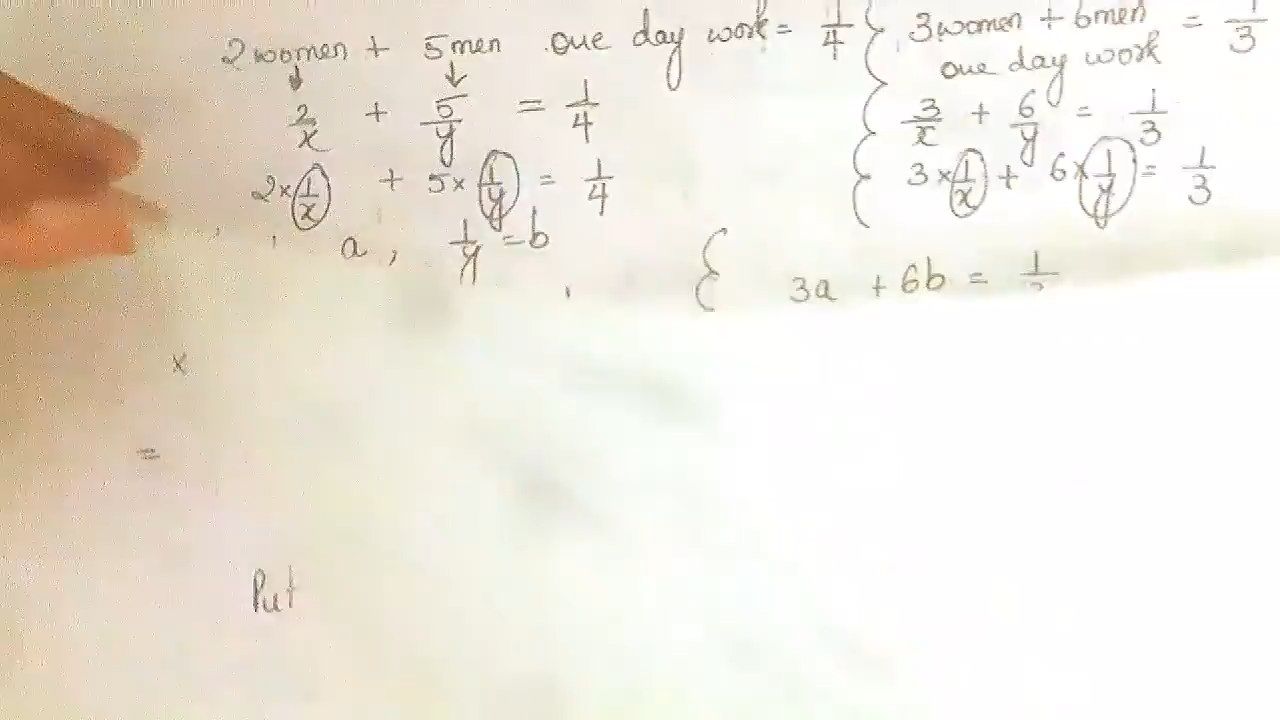 2women + 5men one day work = 1/4 { 3women + 6men = 1/3
one day work
2/x + 5/y = 1/4 { 3/x + 6/y = 1/3
2×(1/x) + 5×(1/y) = 1/4 { 3×(1/x) + 6×(1/y) = 1/3
a, 1/y = b { 3a + 6b =
x
=
Put